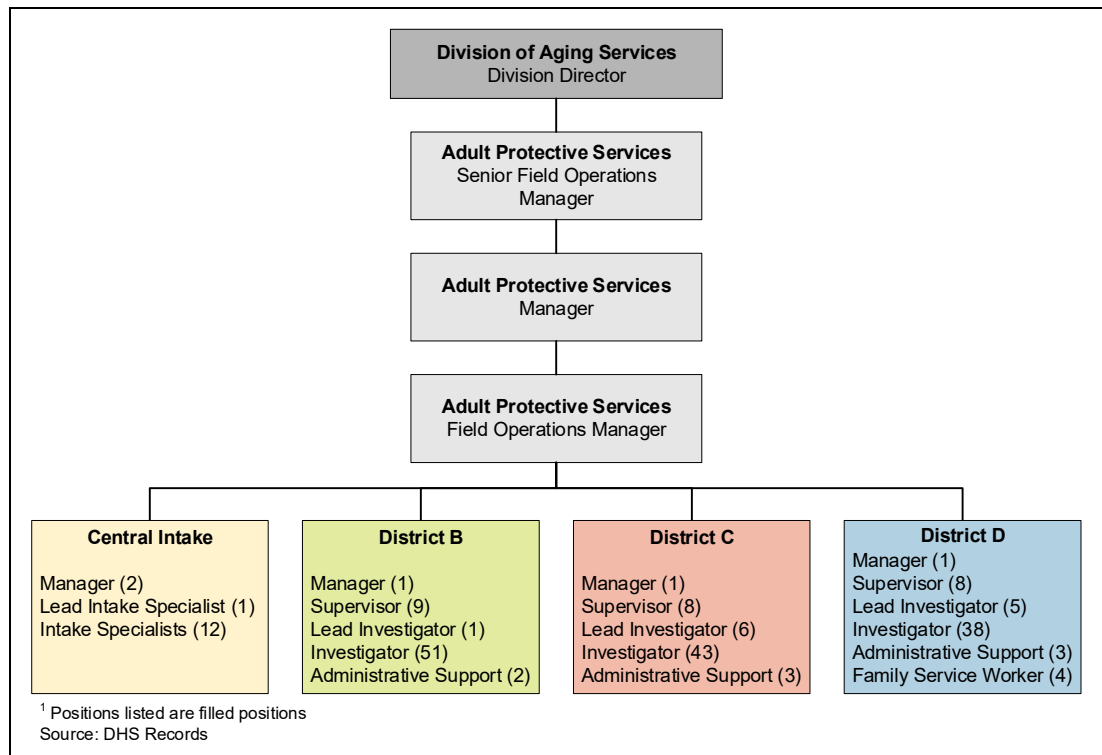 Division of Aging Services
Division Director
Adult Protective Services
Senior Field Operations
Manager
Adult Protective Services
Manager
Adult Protective Services
Field Operations Manager
Central Intake
Manager (2)
Lead Intake Specialist (1)
Intake Specialists (12)
District B
Manager (1)
Supervisor (9)
Lead Investigator (1)
Investigator (51)
Administrative Support (2)
District C
Manager (1)
Supervisor (8)
Lead Investigator (6)
Investigator (43)
Administrative Support (3)
District D
Manager (1)
Supervisor (8)
Lead Investigator (5)
Investigator (38)
Administrative Support (3)
Family Service Worker (4)
1 Positions listed are filled positions
Source: DHS Records